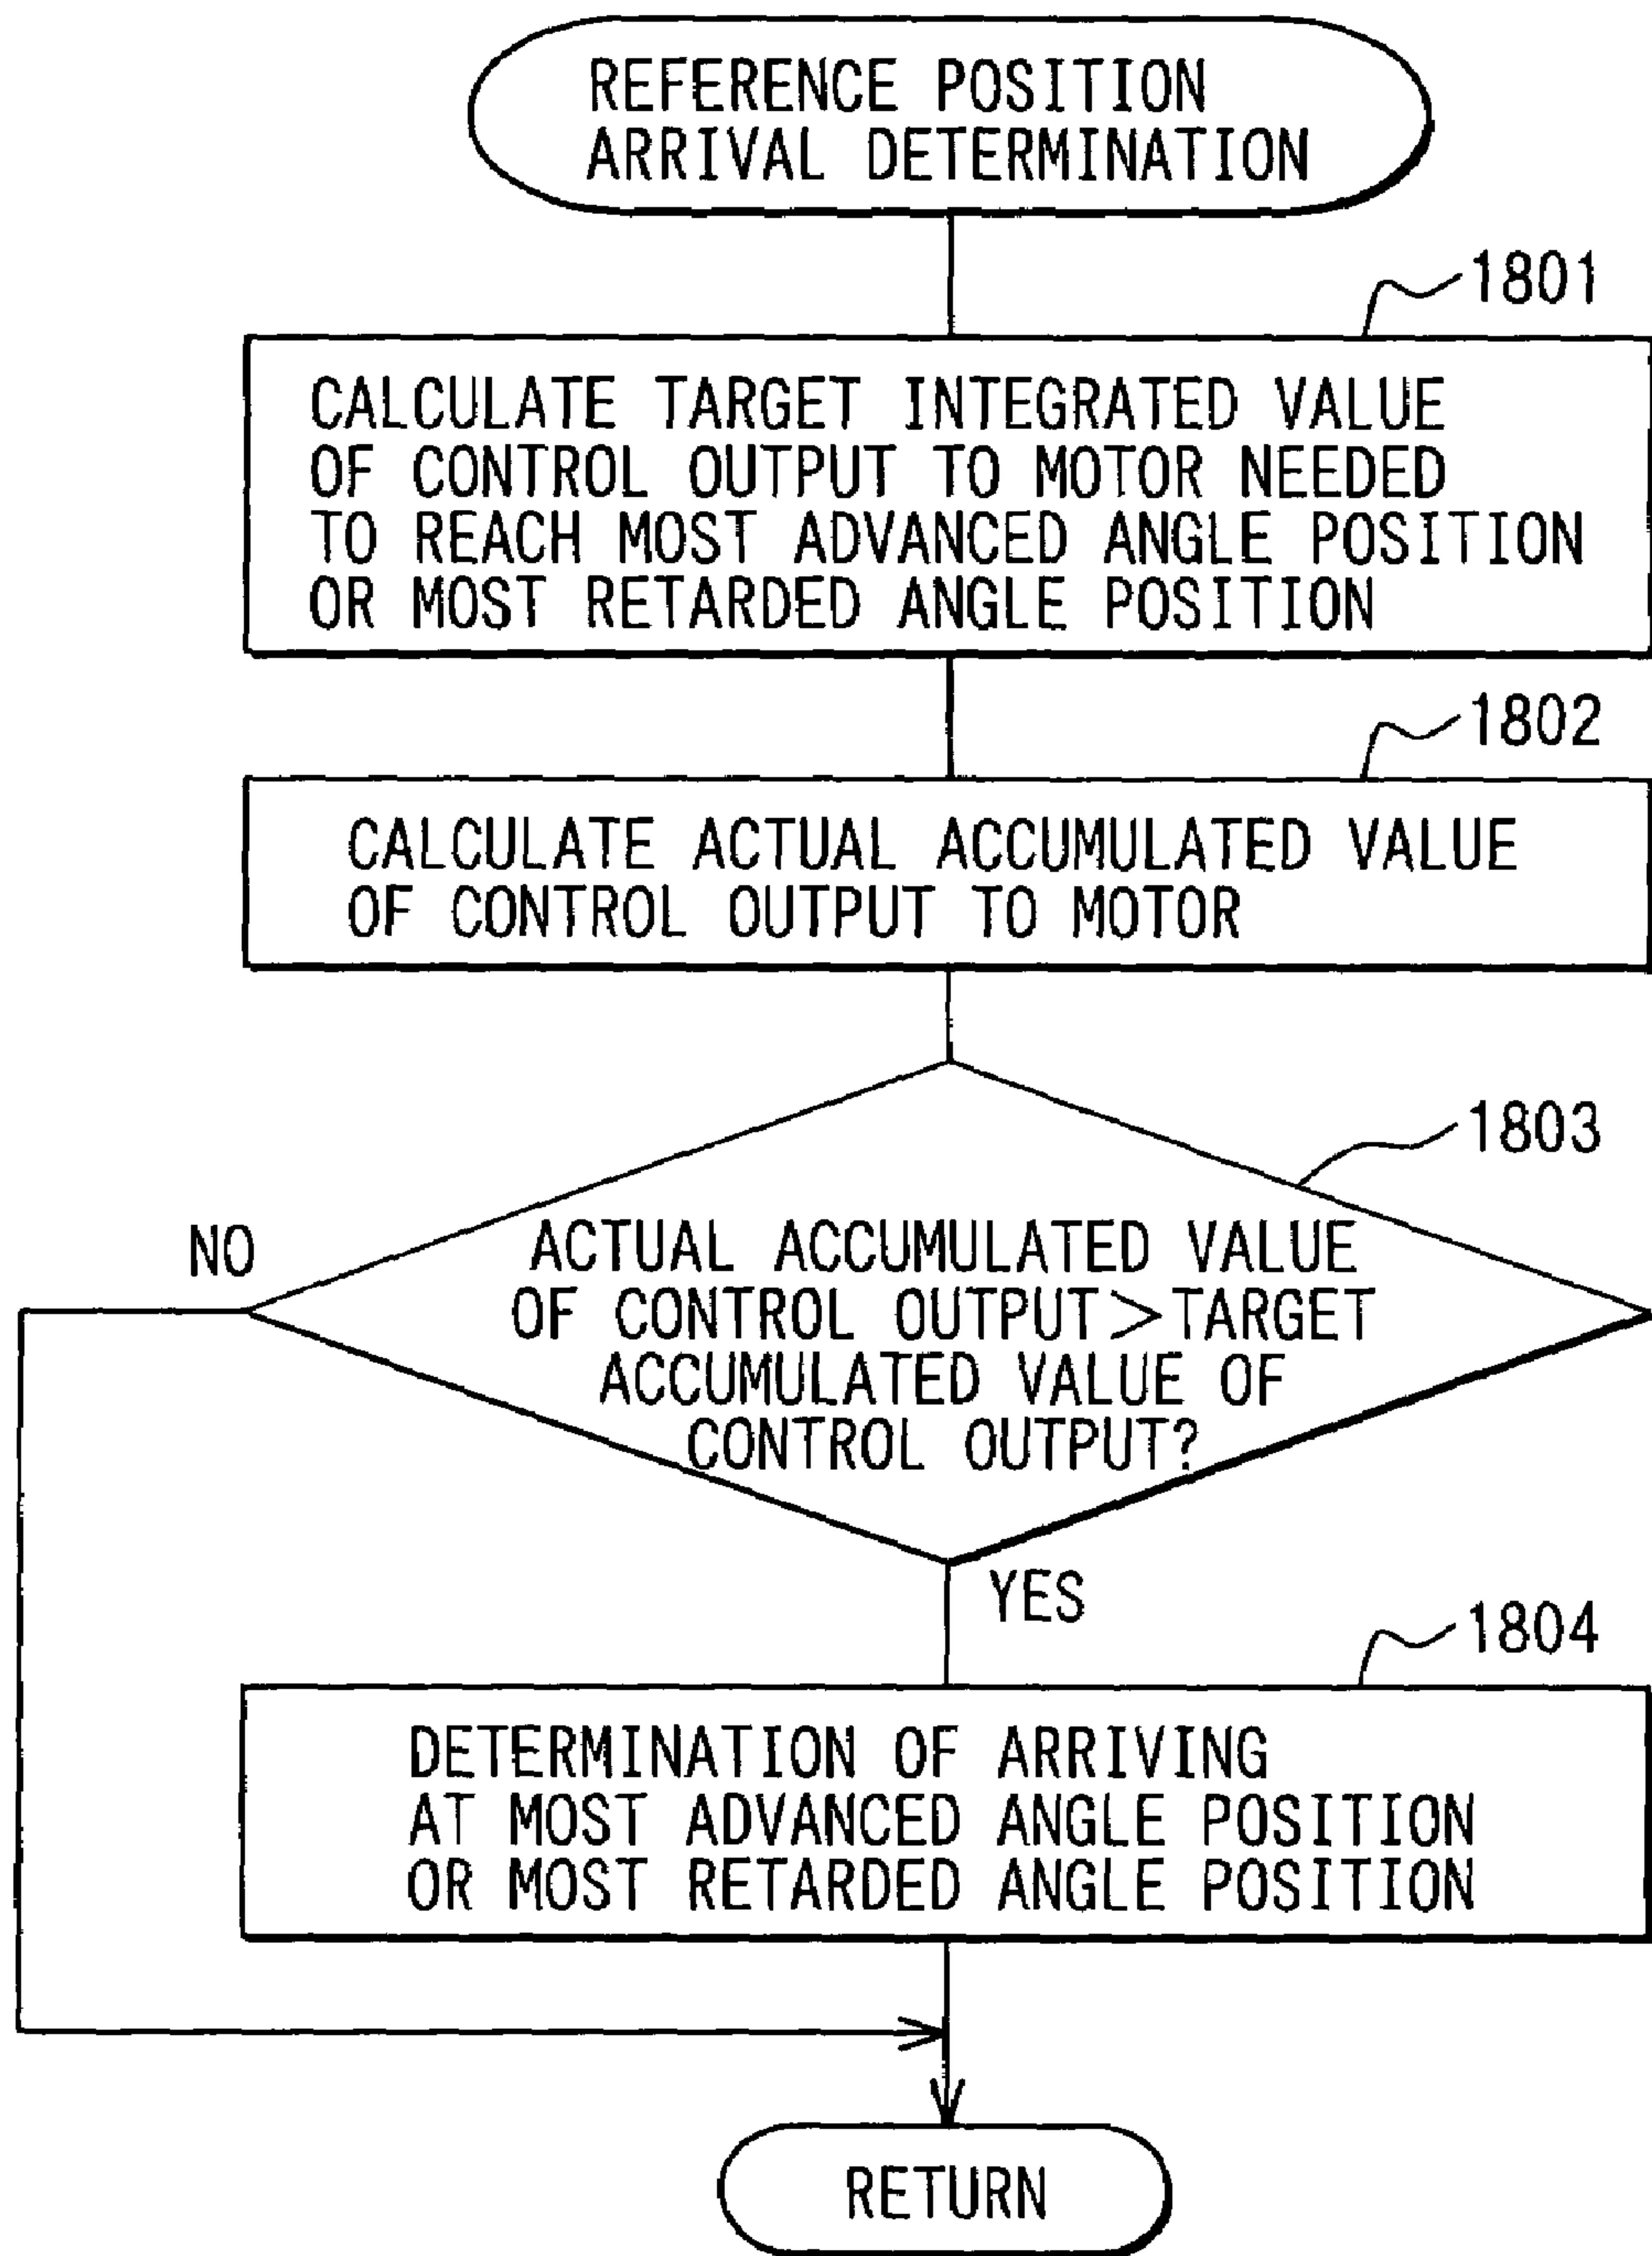 REFERENCE POSITION
ARRIVAL DETERMINATION
1801
CALCULATE TARGET INTEGRATED VALUE
OF CONTROL OUTPUT TO MOTOR NEEDED
TO REACH MOST ADVANCED ANGLE POSITION
OR MOST RETARDED ANGLE POSITION
1802
CALCULATE ACTUAL ACCUMULATED VALUE
OF CONTROL OUTPUT TO MOTOR
1803
NO
ACTUAL ACCUMULATED VALUE
OF CONTROL OUTPUT>TARGET
ACCUMULATED VALUE OF
CONTROL OUTPUT?
YES
1804
DETERMINATION OF ARRIVING
AT MOST ADVANCED ANGLE POSITION
OR MOST RETARDED ANGLE POSITION
RETURN